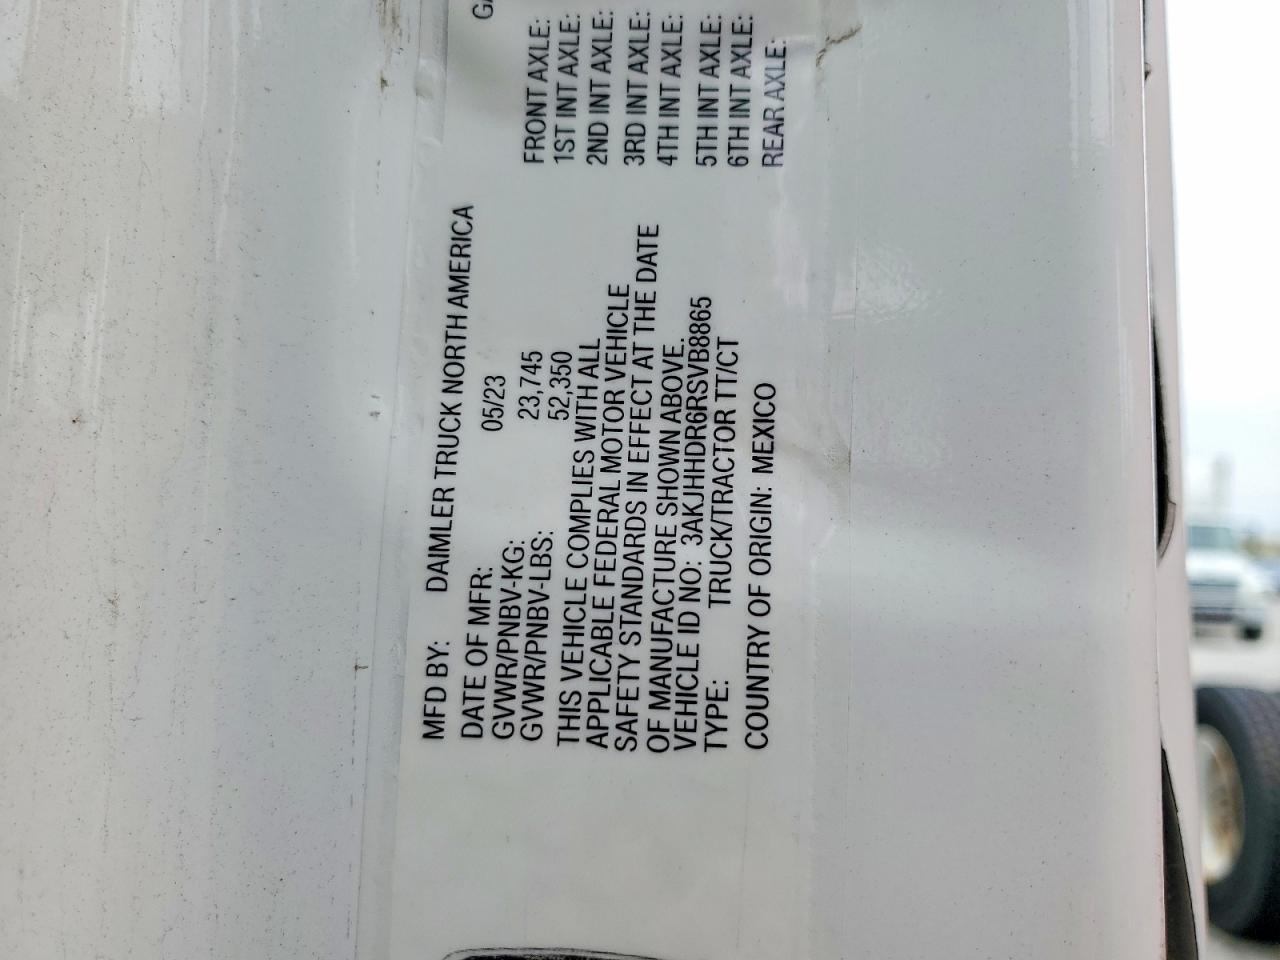 MFD BY: DAIMLER TRUCK NORTH AMERICA
DATE OF MFR: 05/23
GVWR/PNBV-KG: 23,745
GVWR/PNBV-LBS: 52,350
THIS VEHICLE COMPLIES WITH ALL
APPLICABLE FEDERAL MOTOR VEHICLE
SAFETY STANDARDS IN EFFECT AT THE DATE
OF MANUFACTURE SHOWN ABOVE.
VEHICLE ID NO: 3AKJHHDR6RSVB8865
TYPE: TRUCK/TRACTOR TT/CT
COUNTRY OF ORIGIN: MEXICO
FRONT AXLE:
1ST INT AXLE:
2ND INT AXLE:
3RD INT AXLE:
4TH INT AXLE:
5TH INT AXLE:
6TH INT AXLE:
REAR AXLE: